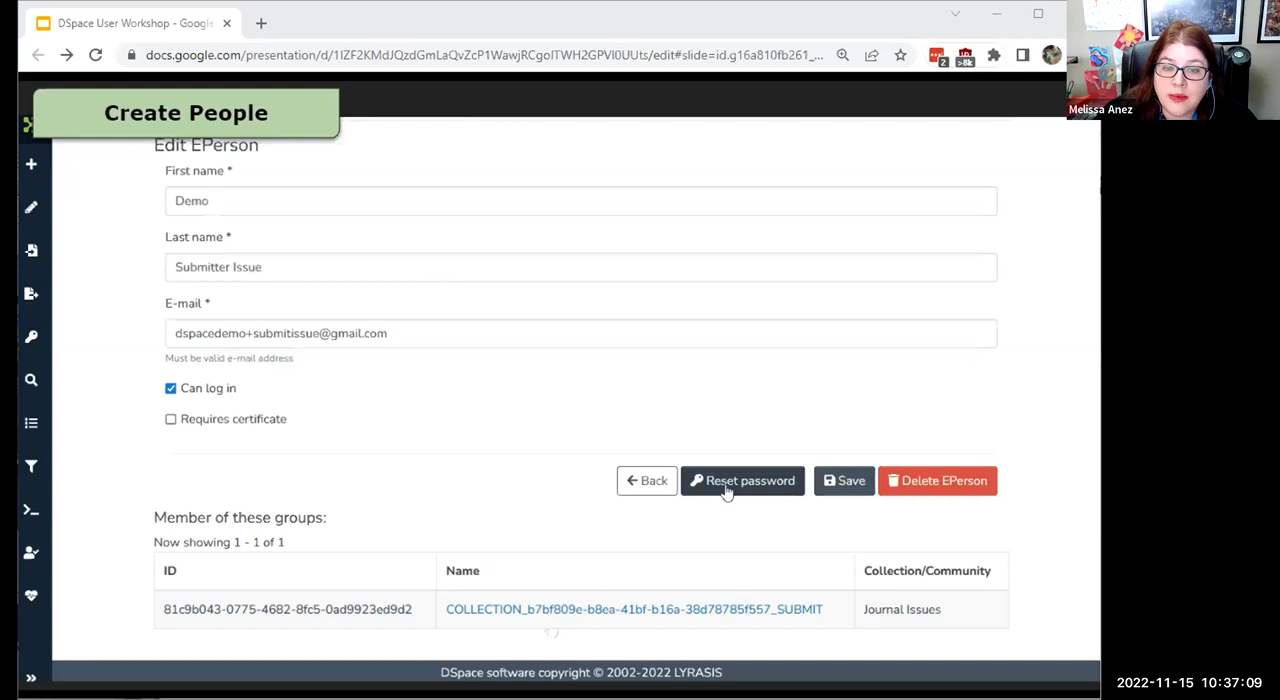 DSpace User Workshop - Googl
docs.google.com/presentation/d/1IZF2KMdJQzdGmLaQvZcP1WawjRCooITWH2GPVl0UUts/edit#slide=id.g16a810fb261_...
2
>8k
Melissa Anez
Create People
Edit EPerson
First name *
Demo
Last name *
Submitter Issue
E-mail *
dspacedemo+submitissue@gmail.com
Must be valid e-mail address
Can log in
Requires certificate
Back Reset password Save Delete EPerson
Member of these groups:
Now showing 1 - 1 of 1
ID Name Collection/Community
81c9b043-0775-4682-8fc5-0ad9923ed9d2 COLLECTION_b7bf809e-b8ea-41bf-b16a-38d78785f557_SUBMIT Journal Issues
DSpace software copyright © 2002-2022 LYRASIS
2022-11-15 10:37:09